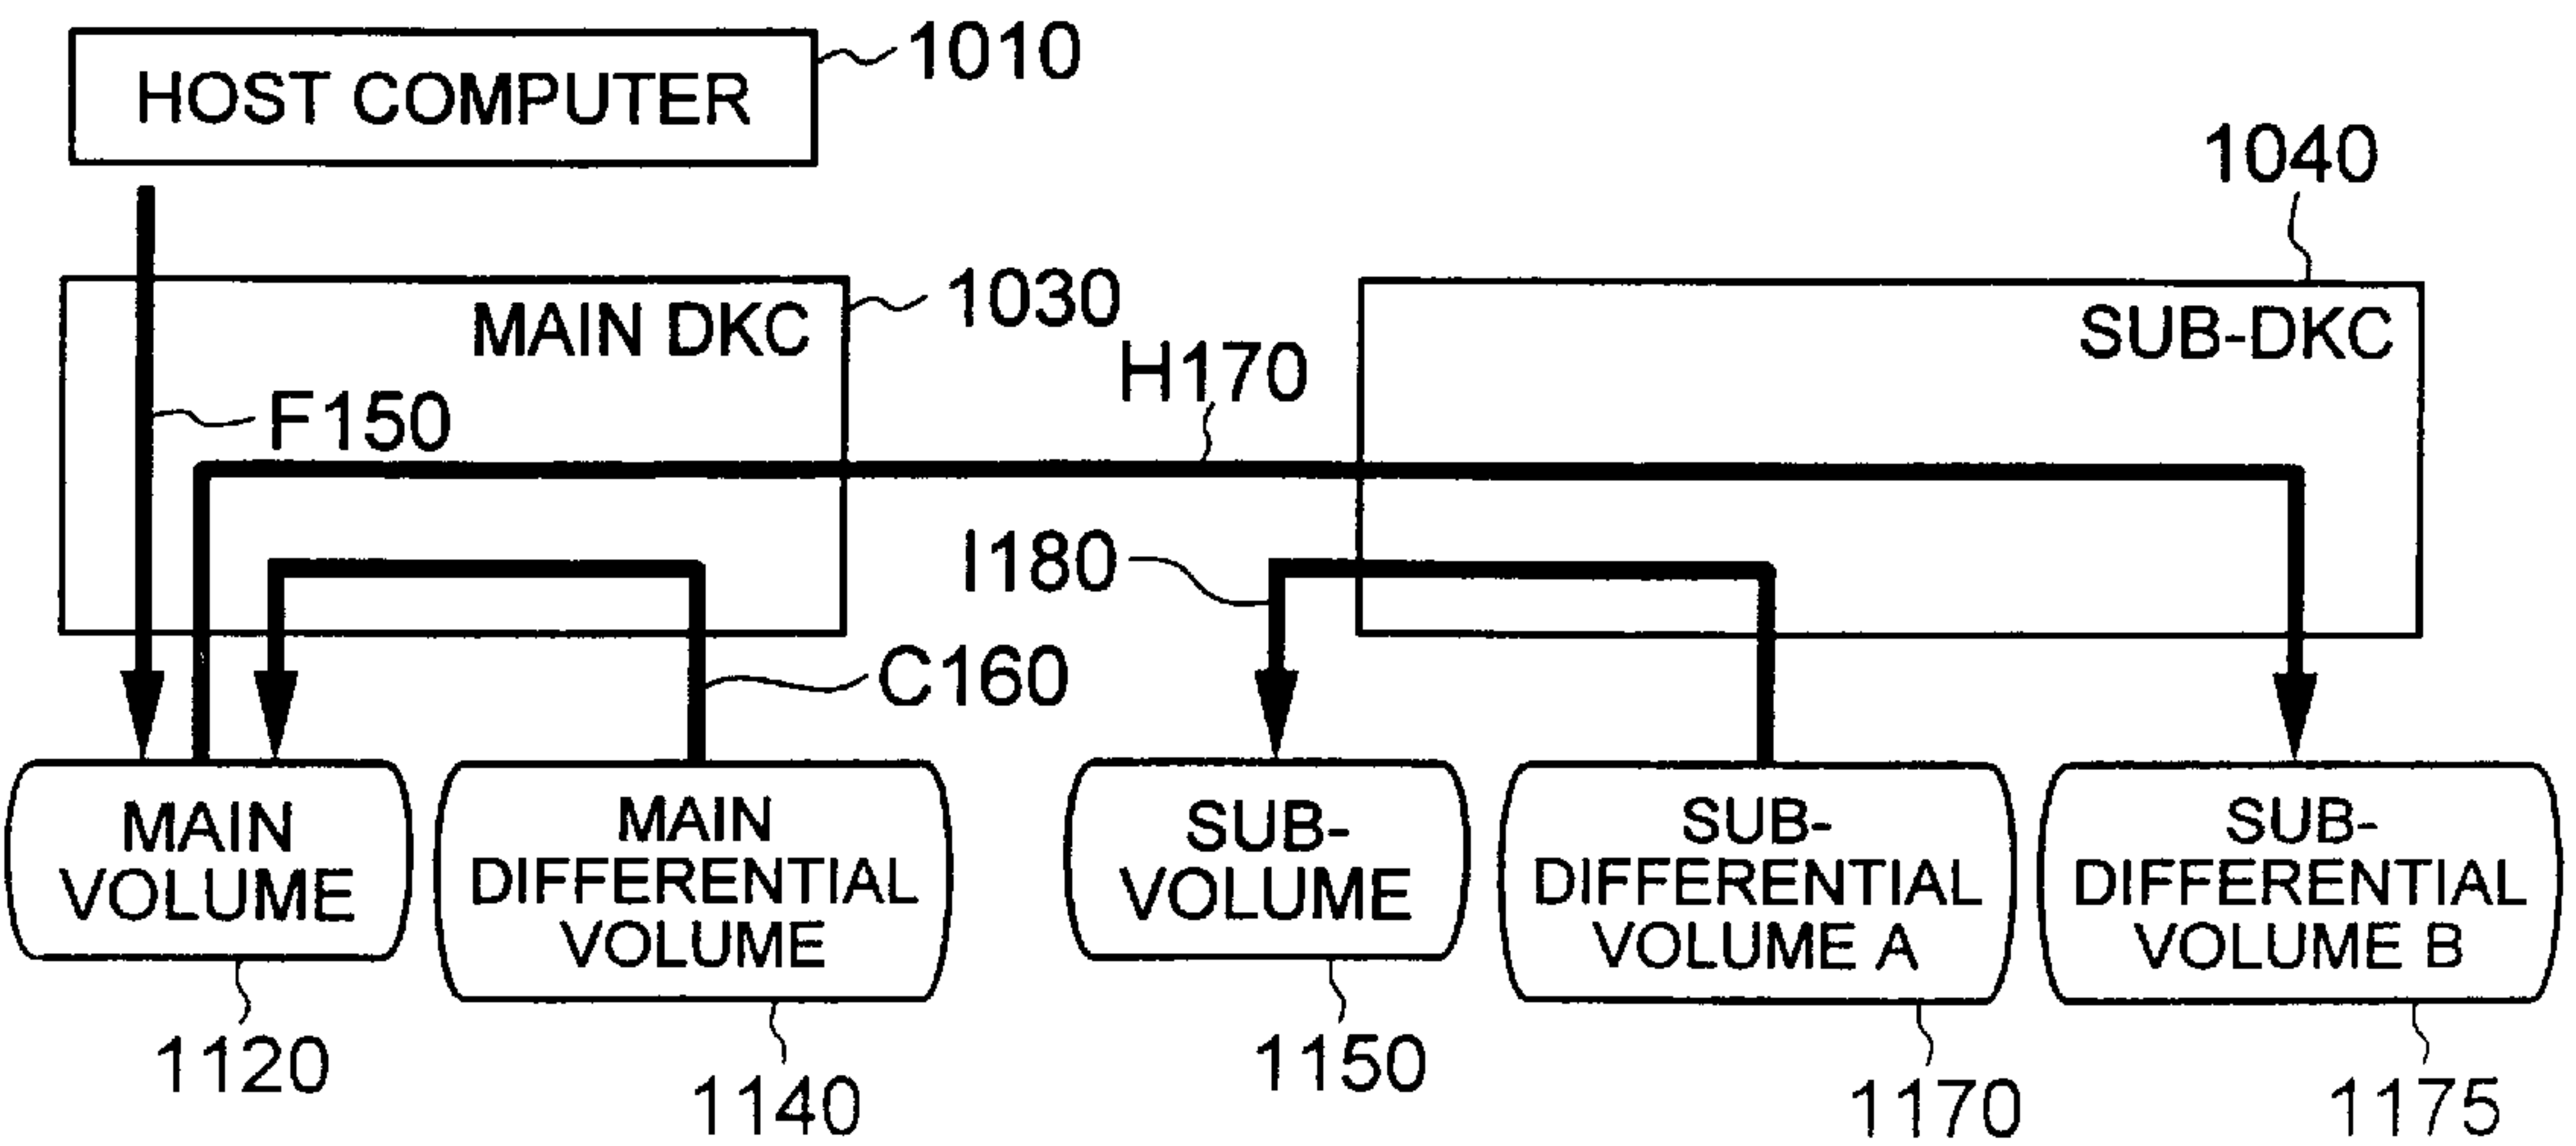 HOST COMPUTER
1010
1040
MAIN DKC
1030
SUB-DKC
H170
F150
I180
C160
MAIN
VOLUME
MAIN
DIFFERENTIAL
VOLUME
SUB-
VOLUME
SUB-
DIFFERENTIAL
VOLUME A
SUB-
DIFFERENTIAL
VOLUME B
1120
1140
1150
1170
1175